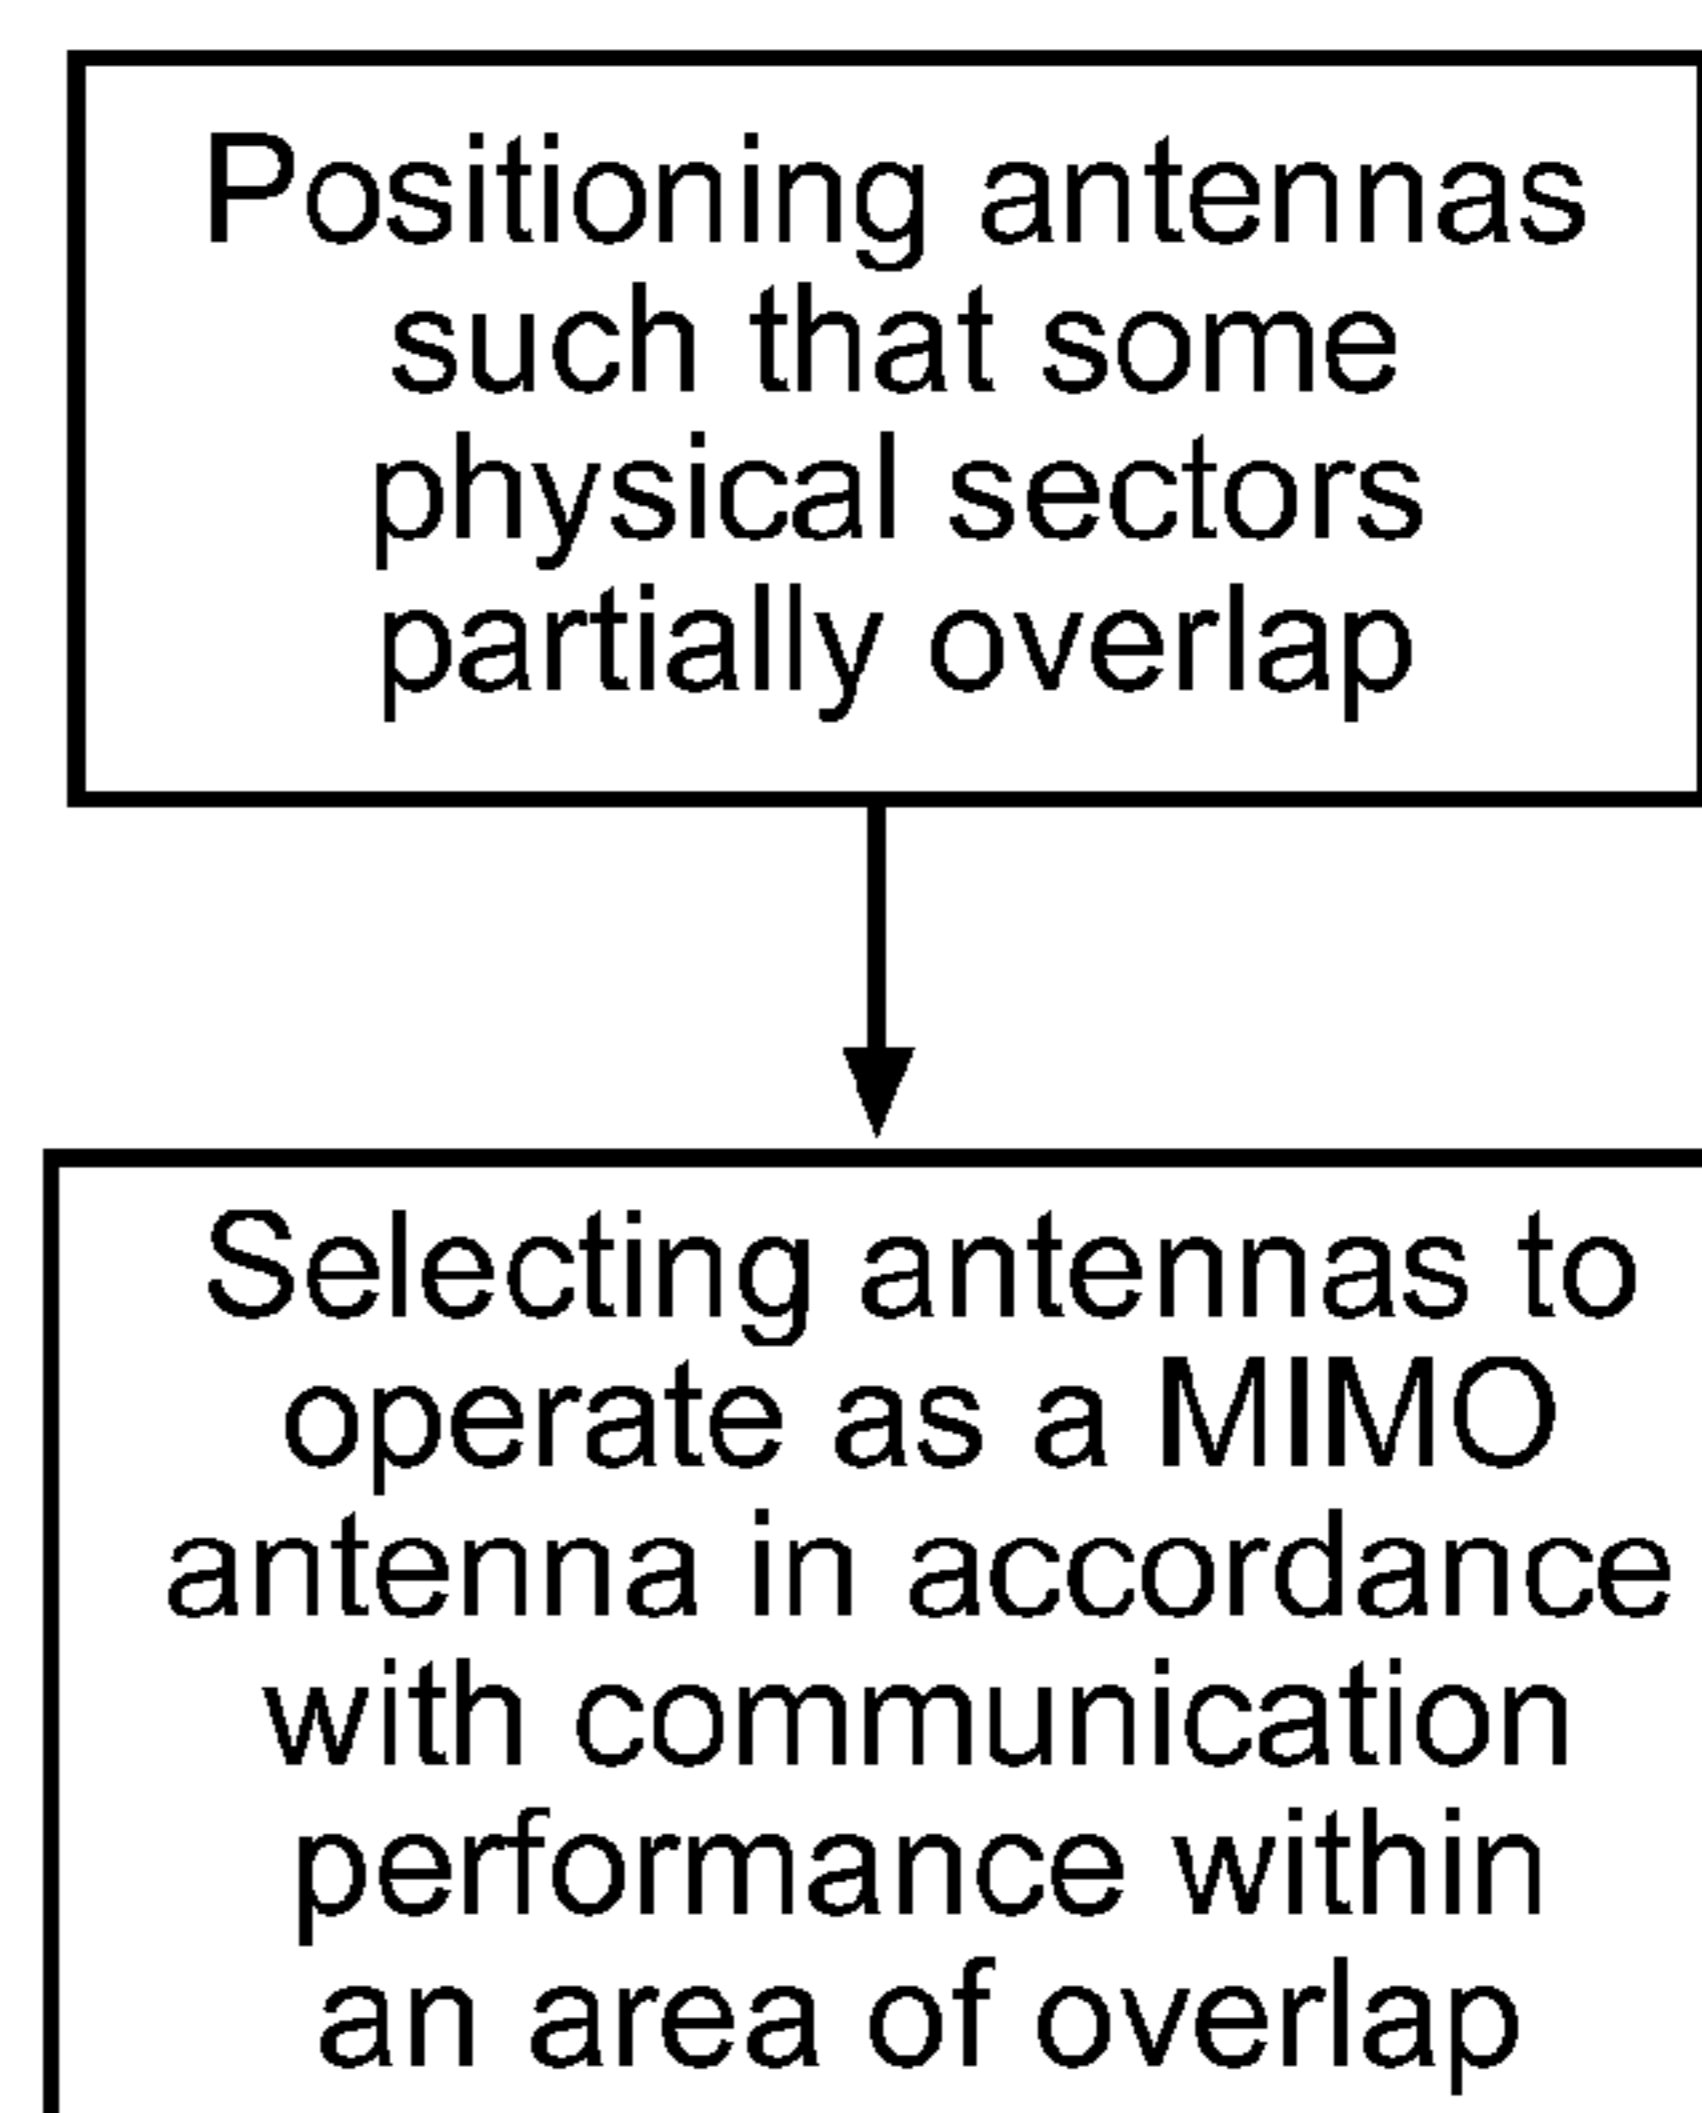 Positioning antennas
such that some
physical sectors
partially overlap
Selecting antennas to
operate as a MIMO
antenna in accordance
with communication
performance within
an area of overlap